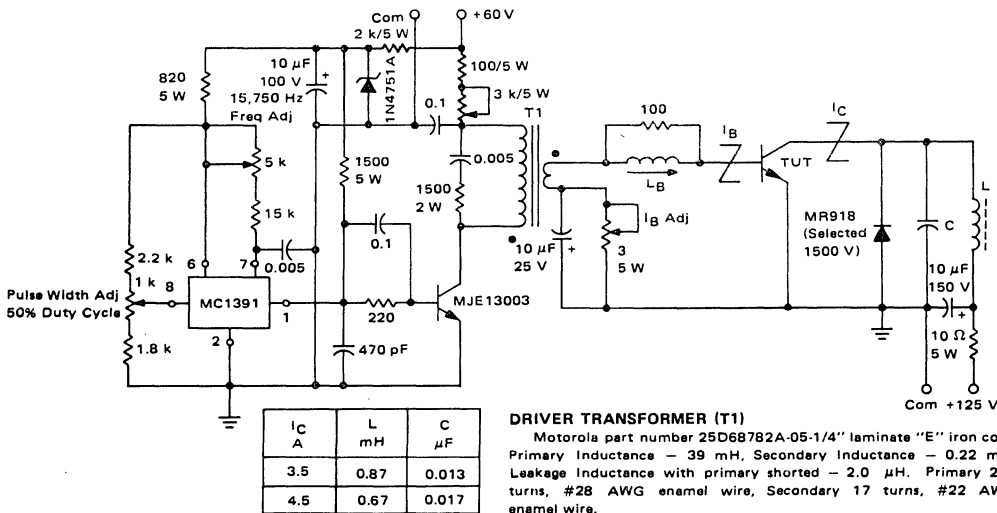 Com
+60 V
2 k/5 W
10 μF
100 V
+
15,750 Hz
Freq Adj
1N4751A
100/5 W
3 k/5 W
820
5 W
0.1
T1
5 k
15 k
1500
5 W
0.005
1500
2 W
0.1
0.005
2.2 k
1 k
1.8 k
Pulse Width Adj
50% Duty Cycle
6
7
8
MC1391
1
2
220
470 pF
MJE13003
100
LB
IB
IC
TUT
IB Adj
3
5 W
10 μF
25 V
+
MR918
(Selected
1500 V)
C
L
10 μF
150 V
+
10 Ω
5 W
Com +125 V
IC
A
L
mH
C
μF
3.5 0.87 0.013
4.5 0.67 0.017
DRIVER TRANSFORMER (T1)
Motorola part number 25D68782A-05-1/4" laminate "E" iron co
Primary Inductance – 39 mH, Secondary Inductance – 0.22 m
Leakage Inductance with primary shorted – 2.0 μH. Primary 2
turns, #28 AWG enamel wire, Secondary 17 turns, #22 AW
enamel wire.